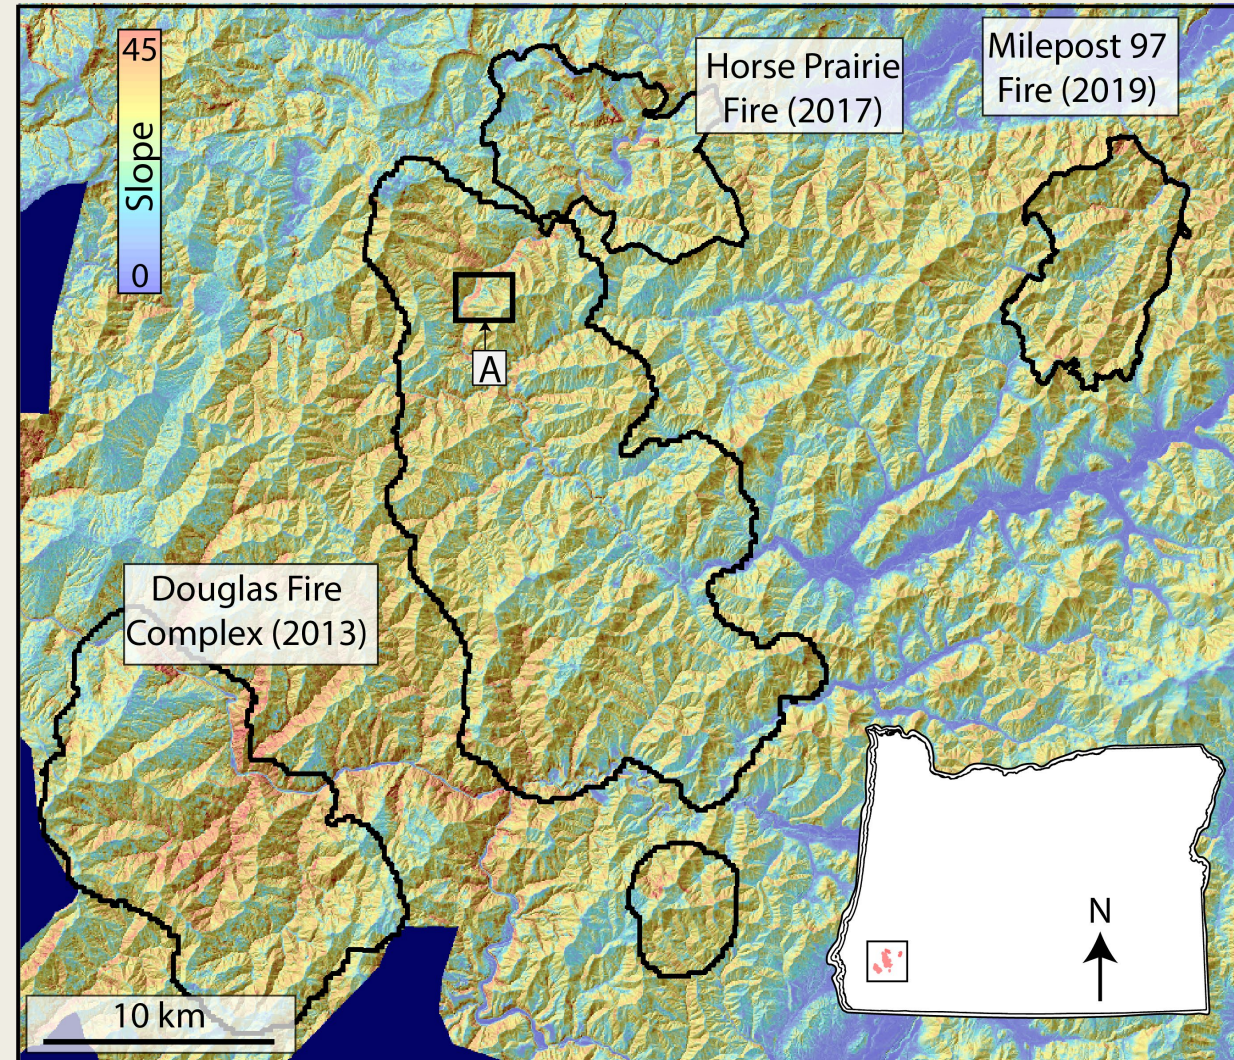 45
Slope
0
Horse Prairie
Fire (2017)
Milepost 97
Fire (2019)
A
Douglas Fire
Complex (2013)
N
10 km